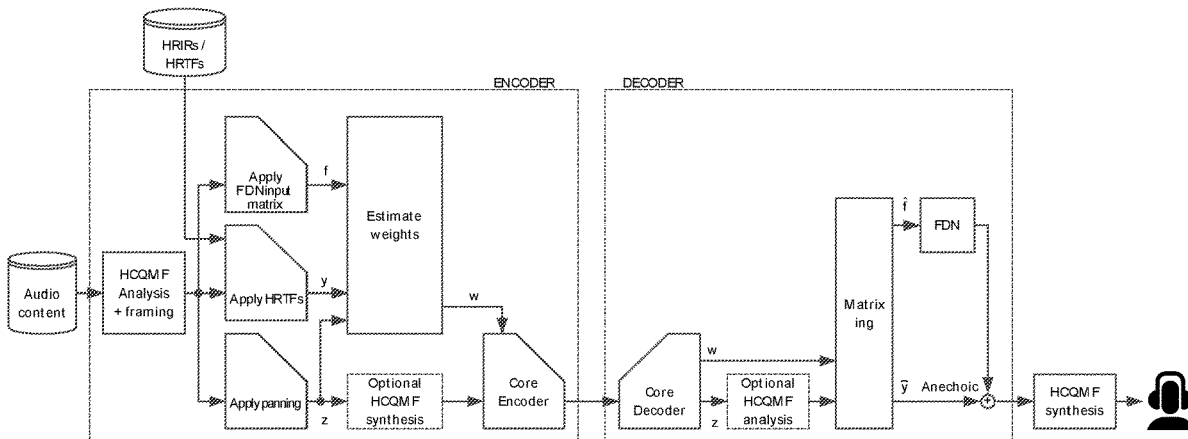 HRIRs /
HRTFs
ENCODER
DECODER
Apply
FDNinput
matrix
f
Estimate
weights
f̂
FDN
Audio
content
HCQMF
Analysis
+ framing
Apply HRTFs
y
w
Matrix
ing
Apply panning
z
Optional
HCQMF
synthesis
Core
Encoder
Core
Decoder
w
z
Optional
HCQMF
analysis
ȳ
Anechoic
+
HCQMF
synthesis